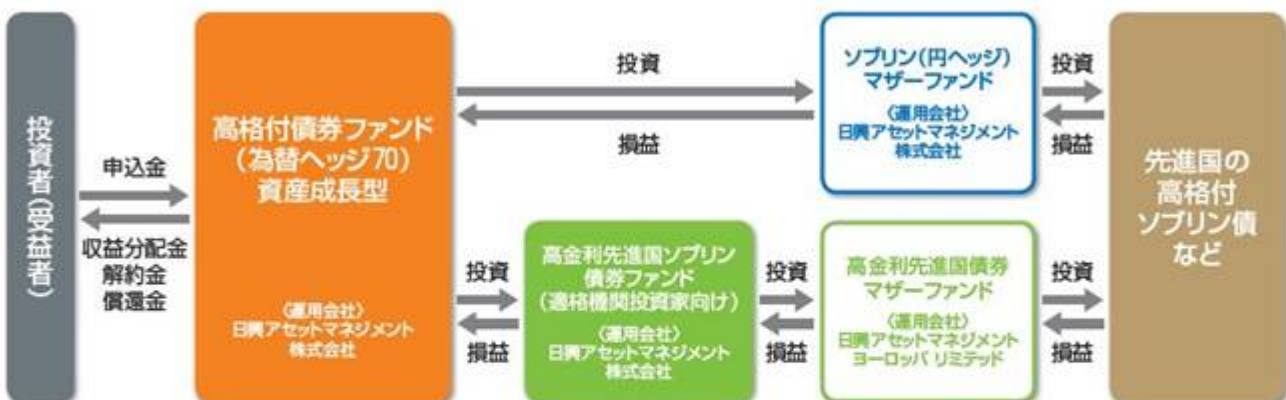 投資者(受益者)
申込金
収益分配金
解約金
償還金
高格付債券ファンド
(為替ヘッジ70)
資産成長型
〈運用会社〉
日興アセットマネジメント
株式会社
投資
損益
ソブリン(円ヘッジ)
マザーファンド
〈運用会社〉
日興アセットマネジメント
株式会社
投資
損益
投資
損益
高金利先進国ソブリン
債券ファンド
(適格機関投資家向け)
〈運用会社〉
日興アセットマネジメント
株式会社
投資
損益
高金利先進国債券
マザーファンド
〈運用会社〉
日興アセットマネジメント
ヨーロッパ リミテッド
投資
損益
先進国の
高格付
ソブリン債
など